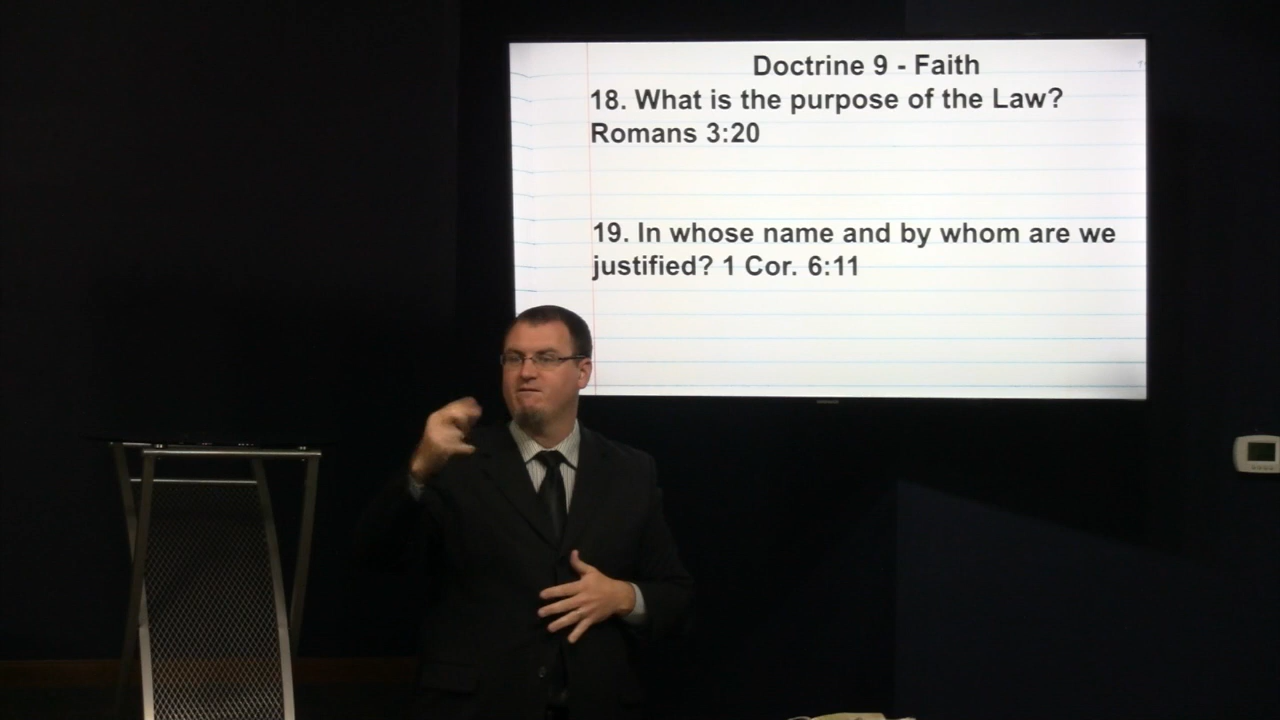 Doctrine 9 - Faith
18. What is the purpose of the Law?
Romans 3:20
19. In whose name and by whom are we
justified? 1 Cor. 6:11